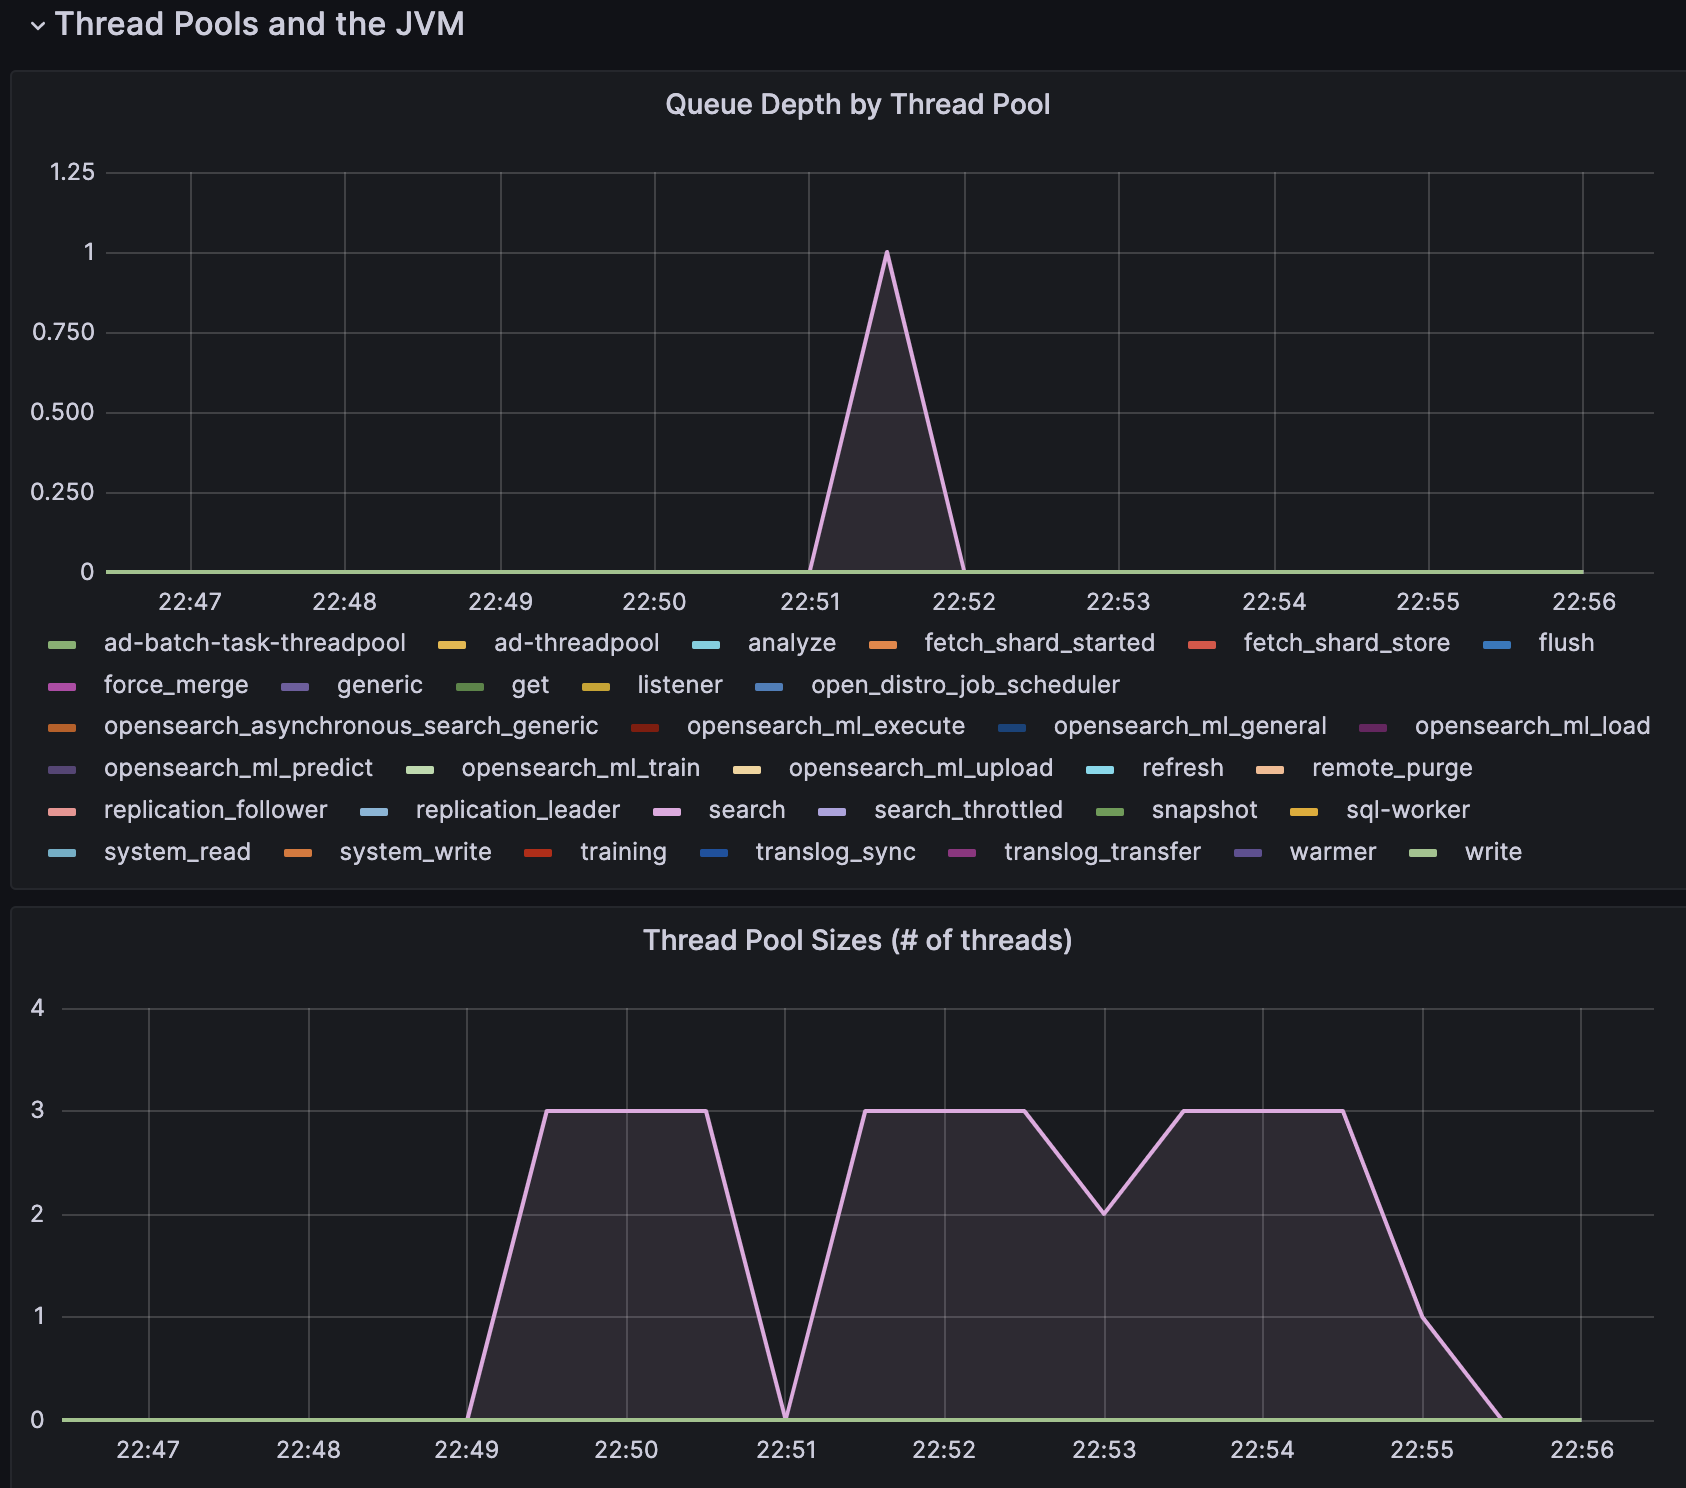 Thread Pools and the JVM
Queue Depth by Thread Pool
1.25
1
0.750
0.500
0.250
0
22:47 22:48 22:49 22:50 22:51 22:52 22:53 22:54 22:55 22:56
ad-batch-task-threadpool ad-threadpool analyze fetch_shard_started fetch_shard_store flush
force_merge generic get listener open_distro_job_scheduler
opensearch_asynchronous_search_generic opensearch_ml_execute opensearch_ml_general opensearch_ml_load
opensearch_ml_predict opensearch_ml_train opensearch_ml_upload refresh remote_purge
replication_follower replication_leader search search_throttled snapshot sql-worker
system_read system_write training translog_sync translog_transfer warmer write
Thread Pool Sizes (# of threads)
4
3
2
1
0
22:47 22:48 22:49 22:50 22:51 22:52 22:53 22:54 22:55 22:56